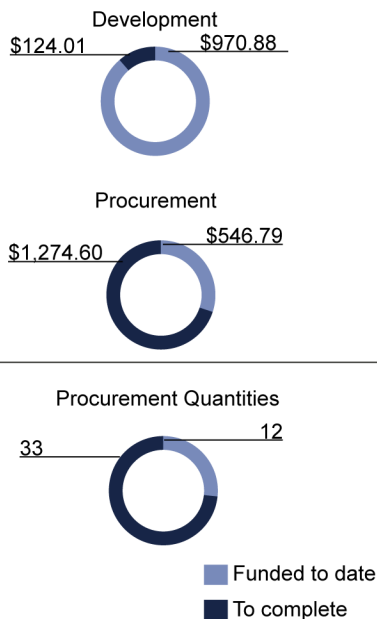 Development
$124.01 $970.88
Procurement
$546.79
$1,274.60
Procurement Quantities
12
33
Funded to date
To complete